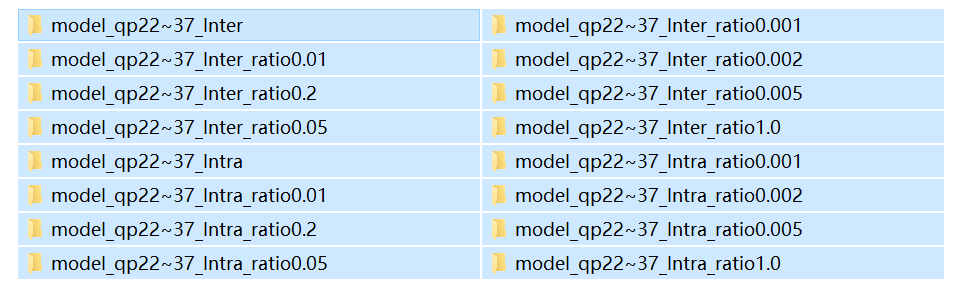 model_qp22~37_Inter
model_qp22~37_Inter_ratio0.001
model_qp22~37_Inter_ratio0.01
model_qp22~37_Inter_ratio0.002
model_qp22~37_Inter_ratio0.2
model_qp22~37_Inter_ratio0.005
model_qp22~37_Inter_ratio0.05
model_qp22~37_Inter_ratio1.0
model_qp22~37_Intra
model_qp22~37_Intra_ratio0.001
model_qp22~37_Intra_ratio0.01
model_qp22~37_Intra_ratio0.002
model_qp22~37_Intra_ratio0.2
model_qp22~37_Intra_ratio0.005
model_qp22~37_Intra_ratio0.05
model_qp22~37_Intra_ratio1.0